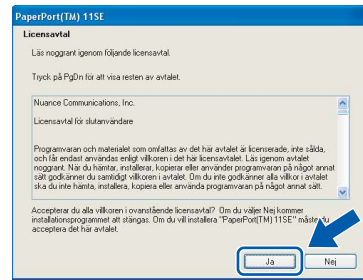 PaperPort(TM) 11SE
Licensavtal
Läs noggrant igenom följande licensavtal.
Tryck på PgDn för att visa resten av avtalet.
Nuance Communications, Inc.
Licensavtal för slutanvändare
Programvaran och materialet som omfattas av det här avtalet är licenserade, inte sålda,
och får endast användas enligt villkoren i det här licensavtalet. Läs igenom avtalet
noggrant. När du hämtar, installerar, kopierar eller använder programvaran på något annat
sätt godkänner du samtidigt villkoren i avtalet. Om du inte godkänner alla villkor i avtalet
ska du inte hämta, installera, kopiera eller använda programvaran på något annat sätt.
Accepterar du alla villkoren i ovanstående licensavtal? Om du väljer Nej kommer
installationsprogrammet att stängas. Om du vill installera "PaperPort(TM) 11SE" måste du
acceptera det här avtalet.
Ja
Nej